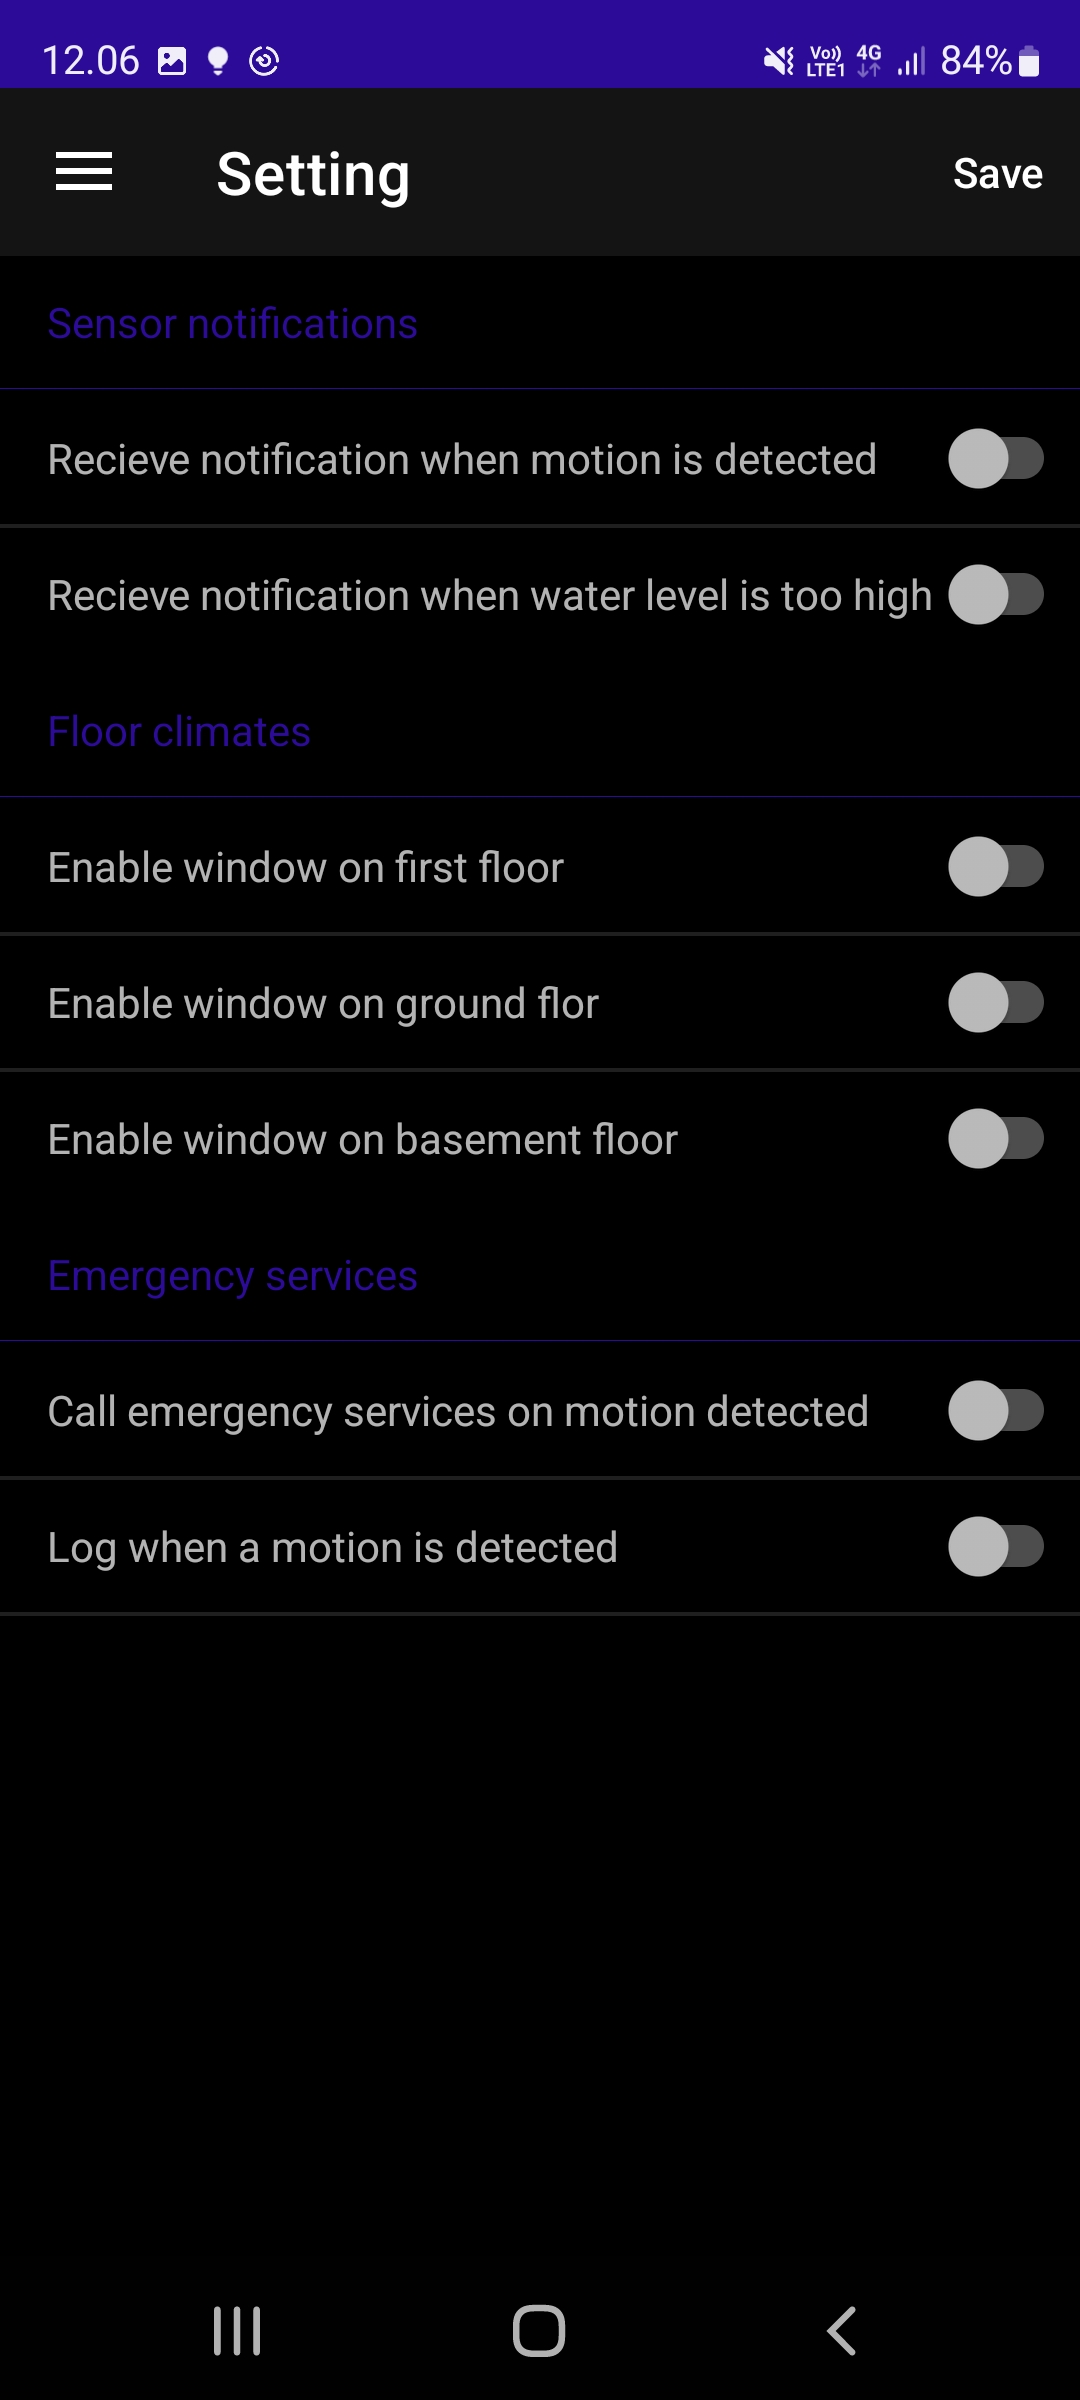 12.06
Vo)) LTE1 4G 84%
Setting
Save
Sensor notifications
Recieve notification when motion is detected
Recieve notification when water level is too high
Floor climates
Enable window on first floor
Enable window on ground flor
Enable window on basement floor
Emergency services
Call emergency services on motion detected
Log when a motion is detected